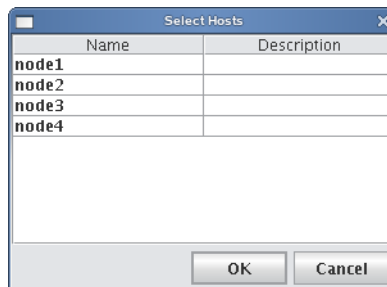 Select Hosts
Name Description
node1
node2
node3
node4
OK Cancel